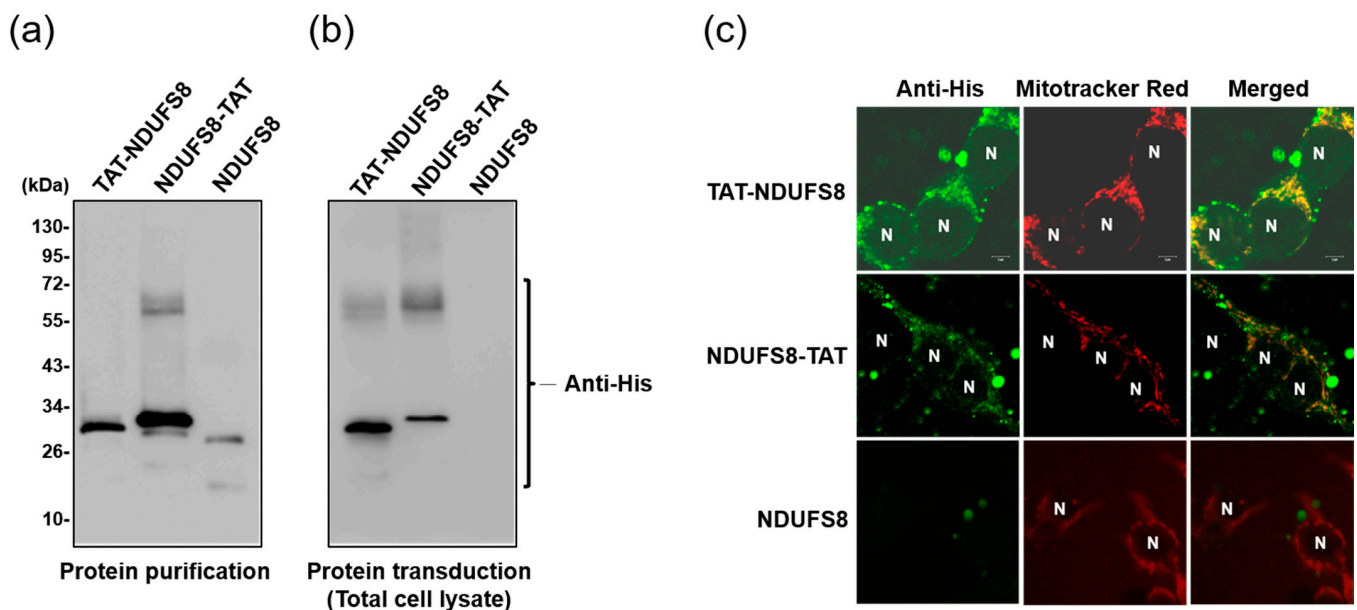 (a)
TAT-NDUFS8
NDUFS8-TAT
NDUFS8
(kDa)
130-
95-
72-
55-
43-
34-
26-
10-
Protein purification
(b)
TAT-NDUFS8
NDUFS8-TAT
NDUFS8
Anti-His
Protein transduction
(Total cell lysate)
(c)
Anti-His Mitotracker Red Merged
TAT-NDUFS8
N N N
N N N
N N N
NDUFS8-TAT
N N N
N N N
N N N
NDUFS8
N N
N N